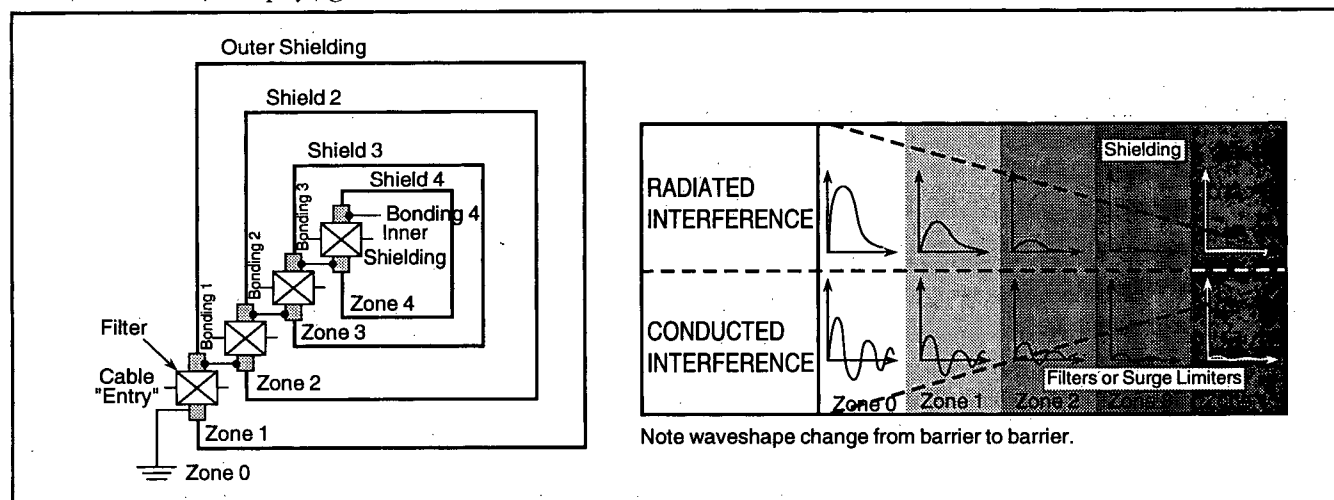 Outer Shielding
Shield 2
Shield 3
Shield 4
Bonding 4
Inner
Shielding
Bonding 3
Bonding 2
Bonding 1
Zone 4
Zone 3
Filter
Cable
"Entry"
Zone 2
Zone 1
Zone 0
RADIATED
INTERFERENCE
Shielding
CONDUCTED
INTERFERENCE
Filters or Surge Limiters
Zone 0
Zone 1
Zone 2
Note waveshape change from barrier to barrier.